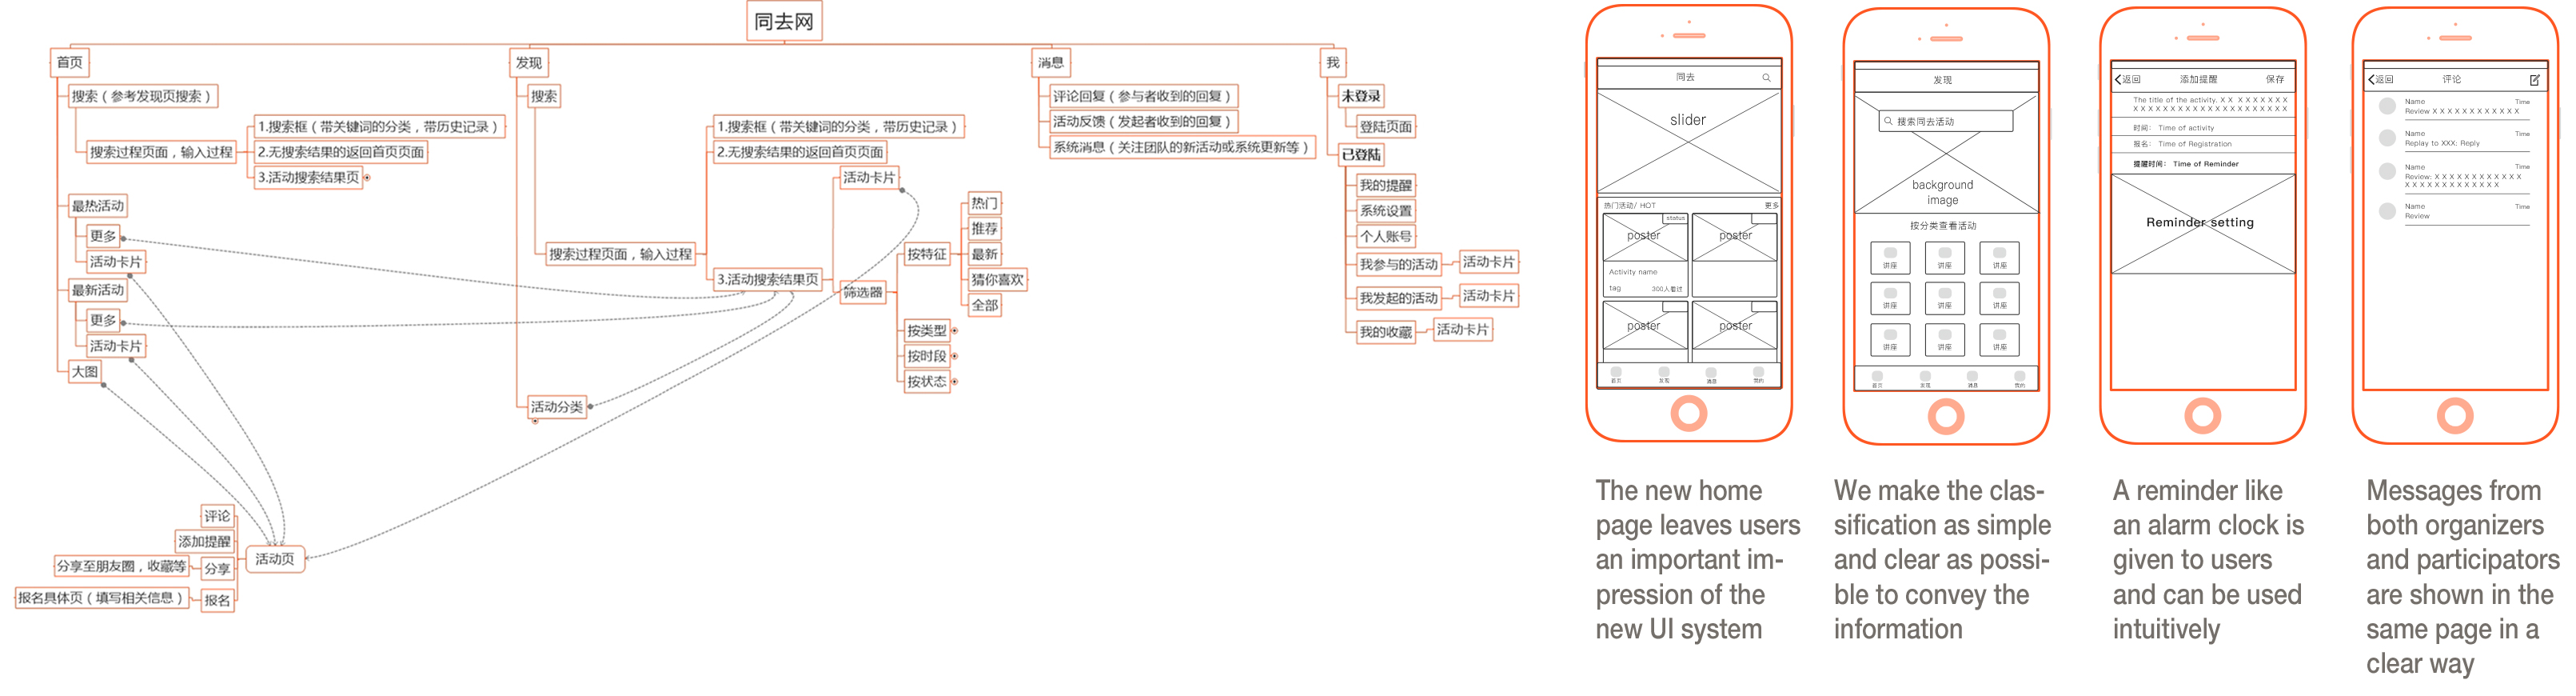 同去网
首页
搜索（参考发现页搜索）
搜索过程页面，输入过程
1.搜索框（带关键词的分类，带历史记录）
2.无搜索结果的返回首页页面
3.活动搜索结果页
最热活动
更多
活动卡片
最新活动
更多
活动卡片
大图
发现
搜索
搜索过程页面，输入过程
1.搜索框（带关键词的分类，带历史记录）
2.无搜索结果的返回首页页面
3.活动搜索结果页
活动卡片
筛选器
按特征
热门
推荐
最新
猜你喜欢
全部
按类型
按时段
按状态
活动分类
消息
评论回复（参与者收到的回复）
活动反馈（发起者收到的回复）
系统消息（关注团队的新活动或系统更新等）
我
未登录
登陆页面
已登陆
我的提醒
系统设置
个人账号
我参与的活动
活动卡片
我发起的活动
活动卡片
我的收藏
活动卡片
活动页
评论
添加提醒
分享
分享至朋友圈，收藏等
报名
报名具体页（填写相关信息）
同去
slider
热门活动/ HOT
更多
status
poster
poster
Activity name
tag
300人看过
poster
poster
首页
发现
消息
我的
The new home
page leaves users
an important im-
pression of the
new UI system
发现
搜索同去活动
background
image
按分类查看活动
讲座
讲座
讲座
讲座
讲座
讲座
讲座
讲座
讲座
首页
发现
消息
我的
We make the clas-
sification as simple
and clear as possi-
ble to convey the
information
返回
添加提醒
保存
The title of the activity. X X X X X X X X X
X X X X X X X X X X X X X X X X X X X X X
时间： Time of activity
报名： Time of Registration
提醒时间： Time of Reminder
Reminder setting
A reminder like
an alarm clock is
given to users
and can be used
intuitively
返回
评论
Name
Time
Review X X X X X X X X X X X X
Name
Time
Replay to XXX: Reply
Name
Time
Review: X X X X X X X X X X X X
X X X X X X X X X X X X X
Name
Time
Review
Messages from
both organizers
and participators
are shown in the
same page in a
clear way